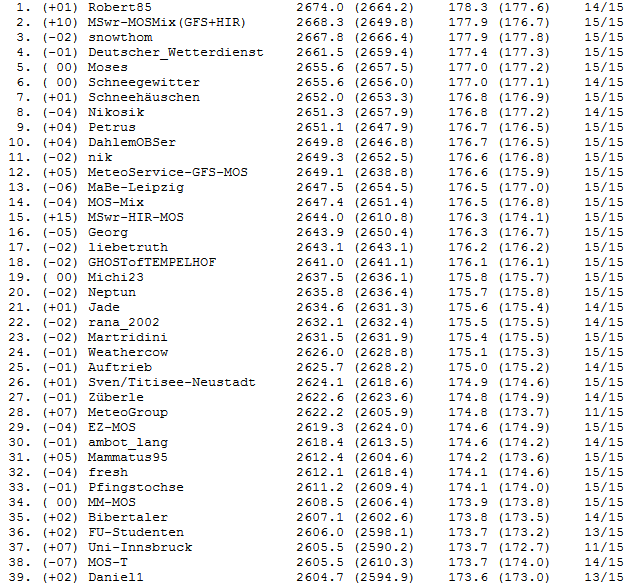 1. (+01) Robert85 2674.0 (2664.2) 178.3 (177.6) 14/15
2. (+10) MSwr-MOSMix(GFS+HIR) 2668.3 (2649.8) 177.9 (176.7) 15/15
3. (-02) snowthom 2667.8 (2666.4) 177.9 (177.8) 15/15
4. (-01) Deutscher_Wetterdienst 2661.5 (2659.4) 177.4 (177.3) 15/15
5. ( 00) Moses 2655.6 (2657.5) 177.0 (177.2) 15/15
6. ( 00) Schneegewitter 2655.6 (2656.0) 177.0 (177.1) 14/15
7. (+01) Schneehäuschen 2652.0 (2653.3) 176.8 (176.9) 15/15
8. (-04) Nikosik 2651.3 (2657.9) 176.8 (177.2) 14/15
9. (+04) Petrus 2651.1 (2647.9) 176.7 (176.5) 15/15
10. (+04) DahlemOBSer 2649.8 (2646.8) 176.7 (176.5) 15/15
11. (-02) nik 2649.3 (2652.5) 176.6 (176.8) 15/15
12. (+05) MeteoService-GFS-MOS 2649.1 (2638.8) 176.6 (175.9) 15/15
13. (-06) MaBe-Leipzig 2647.5 (2654.5) 176.5 (177.0) 15/15
14. (-04) MOS-Mix 2647.4 (2651.4) 176.5 (176.8) 15/15
15. (+15) MSwr-HIR-MOS 2644.0 (2610.8) 176.3 (174.1) 15/15
16. (-05) Georg 2643.9 (2650.4) 176.3 (176.7) 15/15
17. (-02) liebetruth 2643.1 (2643.1) 176.2 (176.2) 15/15
18. (-02) GHOSTofTEMPELHOF 2641.0 (2641.1) 176.1 (176.1) 15/15
19. ( 00) Michi23 2637.5 (2636.1) 175.8 (175.7) 15/15
20. (-02) Neptun 2635.8 (2636.4) 175.7 (175.8) 15/15
21. (+01) Jade 2634.6 (2631.3) 175.6 (175.4) 14/15
22. (-02) rana_2002 2632.1 (2632.4) 175.5 (175.5) 14/15
23. (-02) Martridini 2631.5 (2631.9) 175.4 (175.5) 15/15
24. (-01) Weathercow 2626.0 (2628.8) 175.1 (175.3) 15/15
25. (-01) Auftrieb 2625.7 (2628.2) 175.0 (175.2) 14/15
26. (+01) Sven/Titisee-Neustadt 2624.1 (2618.6) 174.9 (174.6) 15/15
27. (-01) Züberle 2622.6 (2623.6) 174.8 (174.9) 14/15
28. (+07) MeteoGroup 2622.2 (2605.9) 174.8 (173.7) 11/15
29. (-04) EZ-MOS 2619.3 (2624.0) 174.6 (174.9) 15/15
30. (-01) ambot_lang 2618.4 (2613.5) 174.6 (174.2) 14/15
31. (+05) Mammatus95 2612.4 (2604.6) 174.2 (173.6) 15/15
32. (-04) fresh 2612.1 (2618.4) 174.1 (174.6) 15/15
33. (-01) Pfingstochse 2611.2 (2609.4) 174.1 (174.0) 15/15
34. ( 00) MM-MOS 2608.5 (2606.4) 173.9 (173.8) 15/15
35. (+02) Bibertaler 2607.1 (2602.6) 173.8 (173.5) 14/15
36. (+02) FU-Studenten 2606.0 (2598.1) 173.7 (173.2) 13/15
37. (+07) Uni-Innsbruck 2605.5 (2590.2) 173.7 (172.7) 11/15
38. (-07) MOS-T 2605.5 (2610.3) 173.7 (174.0) 14/15
39. (+02) Daniel1 2604.7 (2594.9) 173.6 (173.0) 13/15